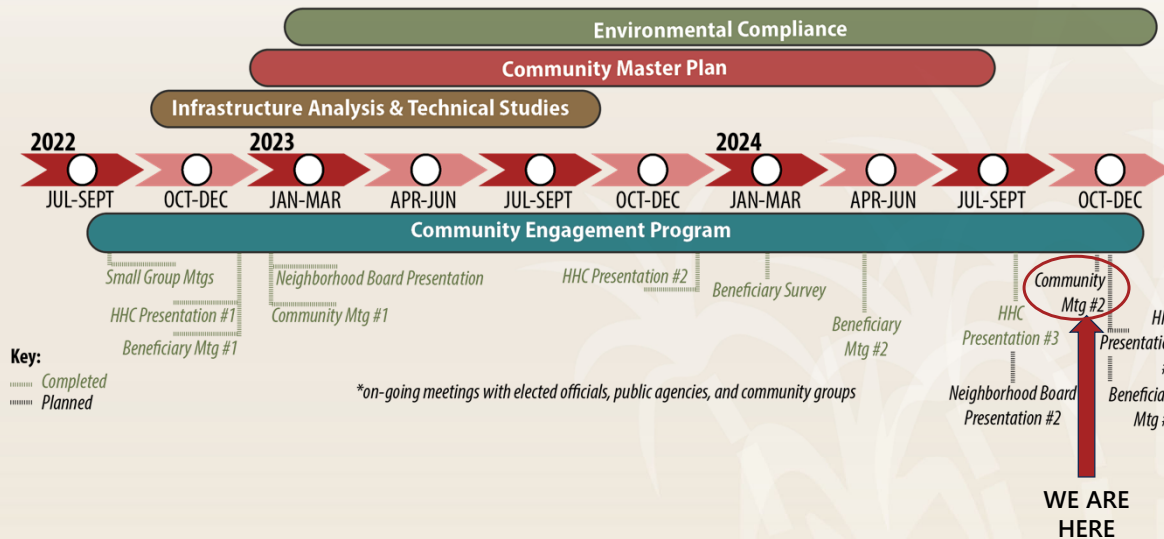 Environmental Compliance
Community Master Plan
Infrastructure Analysis & Technical Studies
2022
2023
2024
JUL-SEPT
OCT-DEC
JAN-MAR
APR-JUN
JUL-SEPT
OCT-DEC
JAN-MAR
APR-JUN
JUL-SEPT
OCT-DEC
Community Engagement Program
Small Group Mtgs
HHC Presentation #1
Beneficiary Mtg #1
Neighborhood Board Presentation
Community Mtg #1
HHC Presentation #2
Beneficiary Survey
Beneficiary
Mtg #2
HHC
Presentation #3
Neighborhood Board
Presentation #2
Community
Mtg #2
Key:
Completed
Planned
*on-going meetings with elected officials, public agencies, and community groups
WE ARE
HERE